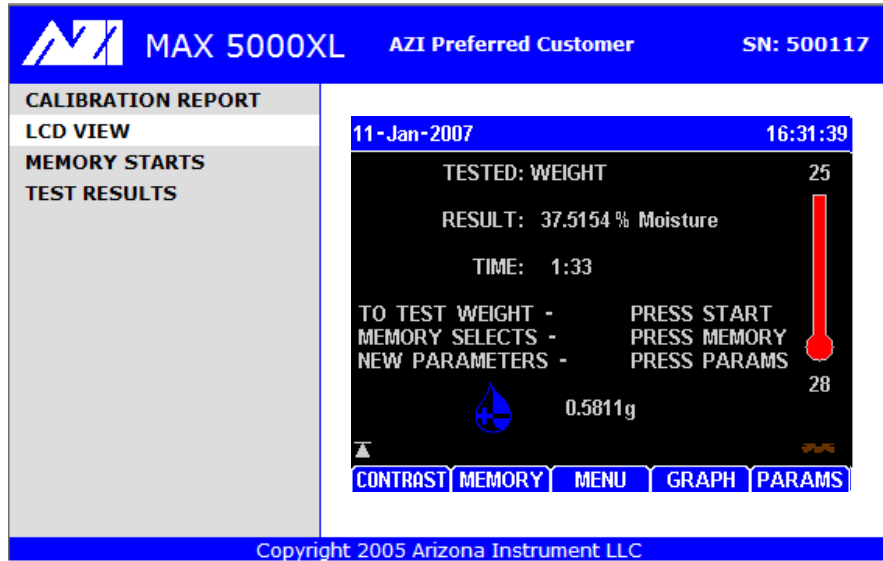 AZI MAX 5000XL AZI Preferred Customer SN: 500117
CALIBRATION REPORT
LCD VIEW
MEMORY STARTS
TEST RESULTS
11-Jan-2007 16:31:39
TESTED: WEIGHT 25
RESULT: 37.5154 % Moisture
TIME: 1:33
TO TEST WEIGHT - PRESS START
MEMORY SELECTS - PRESS MEMORY
NEW PARAMETERS - PRESS PARAMS
28
0.5811g
CONTRAST MEMORY MENU GRAPH PARAMS
Copyright 2005 Arizona Instrument LLC